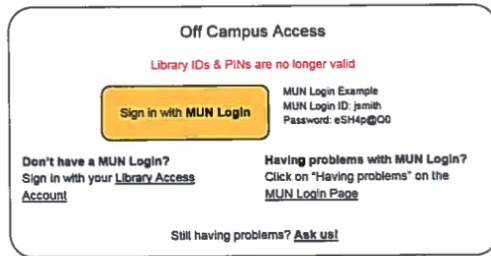 Off Campus Access
Library IDs & PINs are no longer valid
Sign in with MUN Login
MUN Login Example
MUN Login ID: jsmith
Password: eSH4p@Q0
Don't have a MUN Login?
Sign in with your Library Access
Account
Having problems with MUN Login?
Click on "Having problems" on the
MUN Login Page
Still having problems? Ask us!